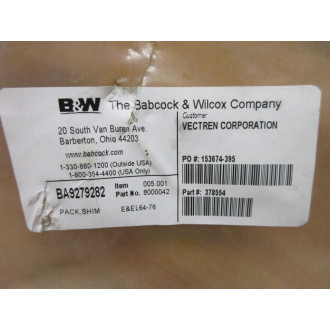 B&W The Babcock & Wilcox Company
20 South Van Buren Ave.
Barberton, Ohio 44203
www.babcock.com
1-330-860-1200 (Outside USA)
1-800-354-4400 (USA Only)
Customer
VECTREN CORPORATION
PO #: 153674-395
BA9279282
Item 005.001
Part No. 8000042
PACK,SHIM E&EL64-76
Part #: 378554